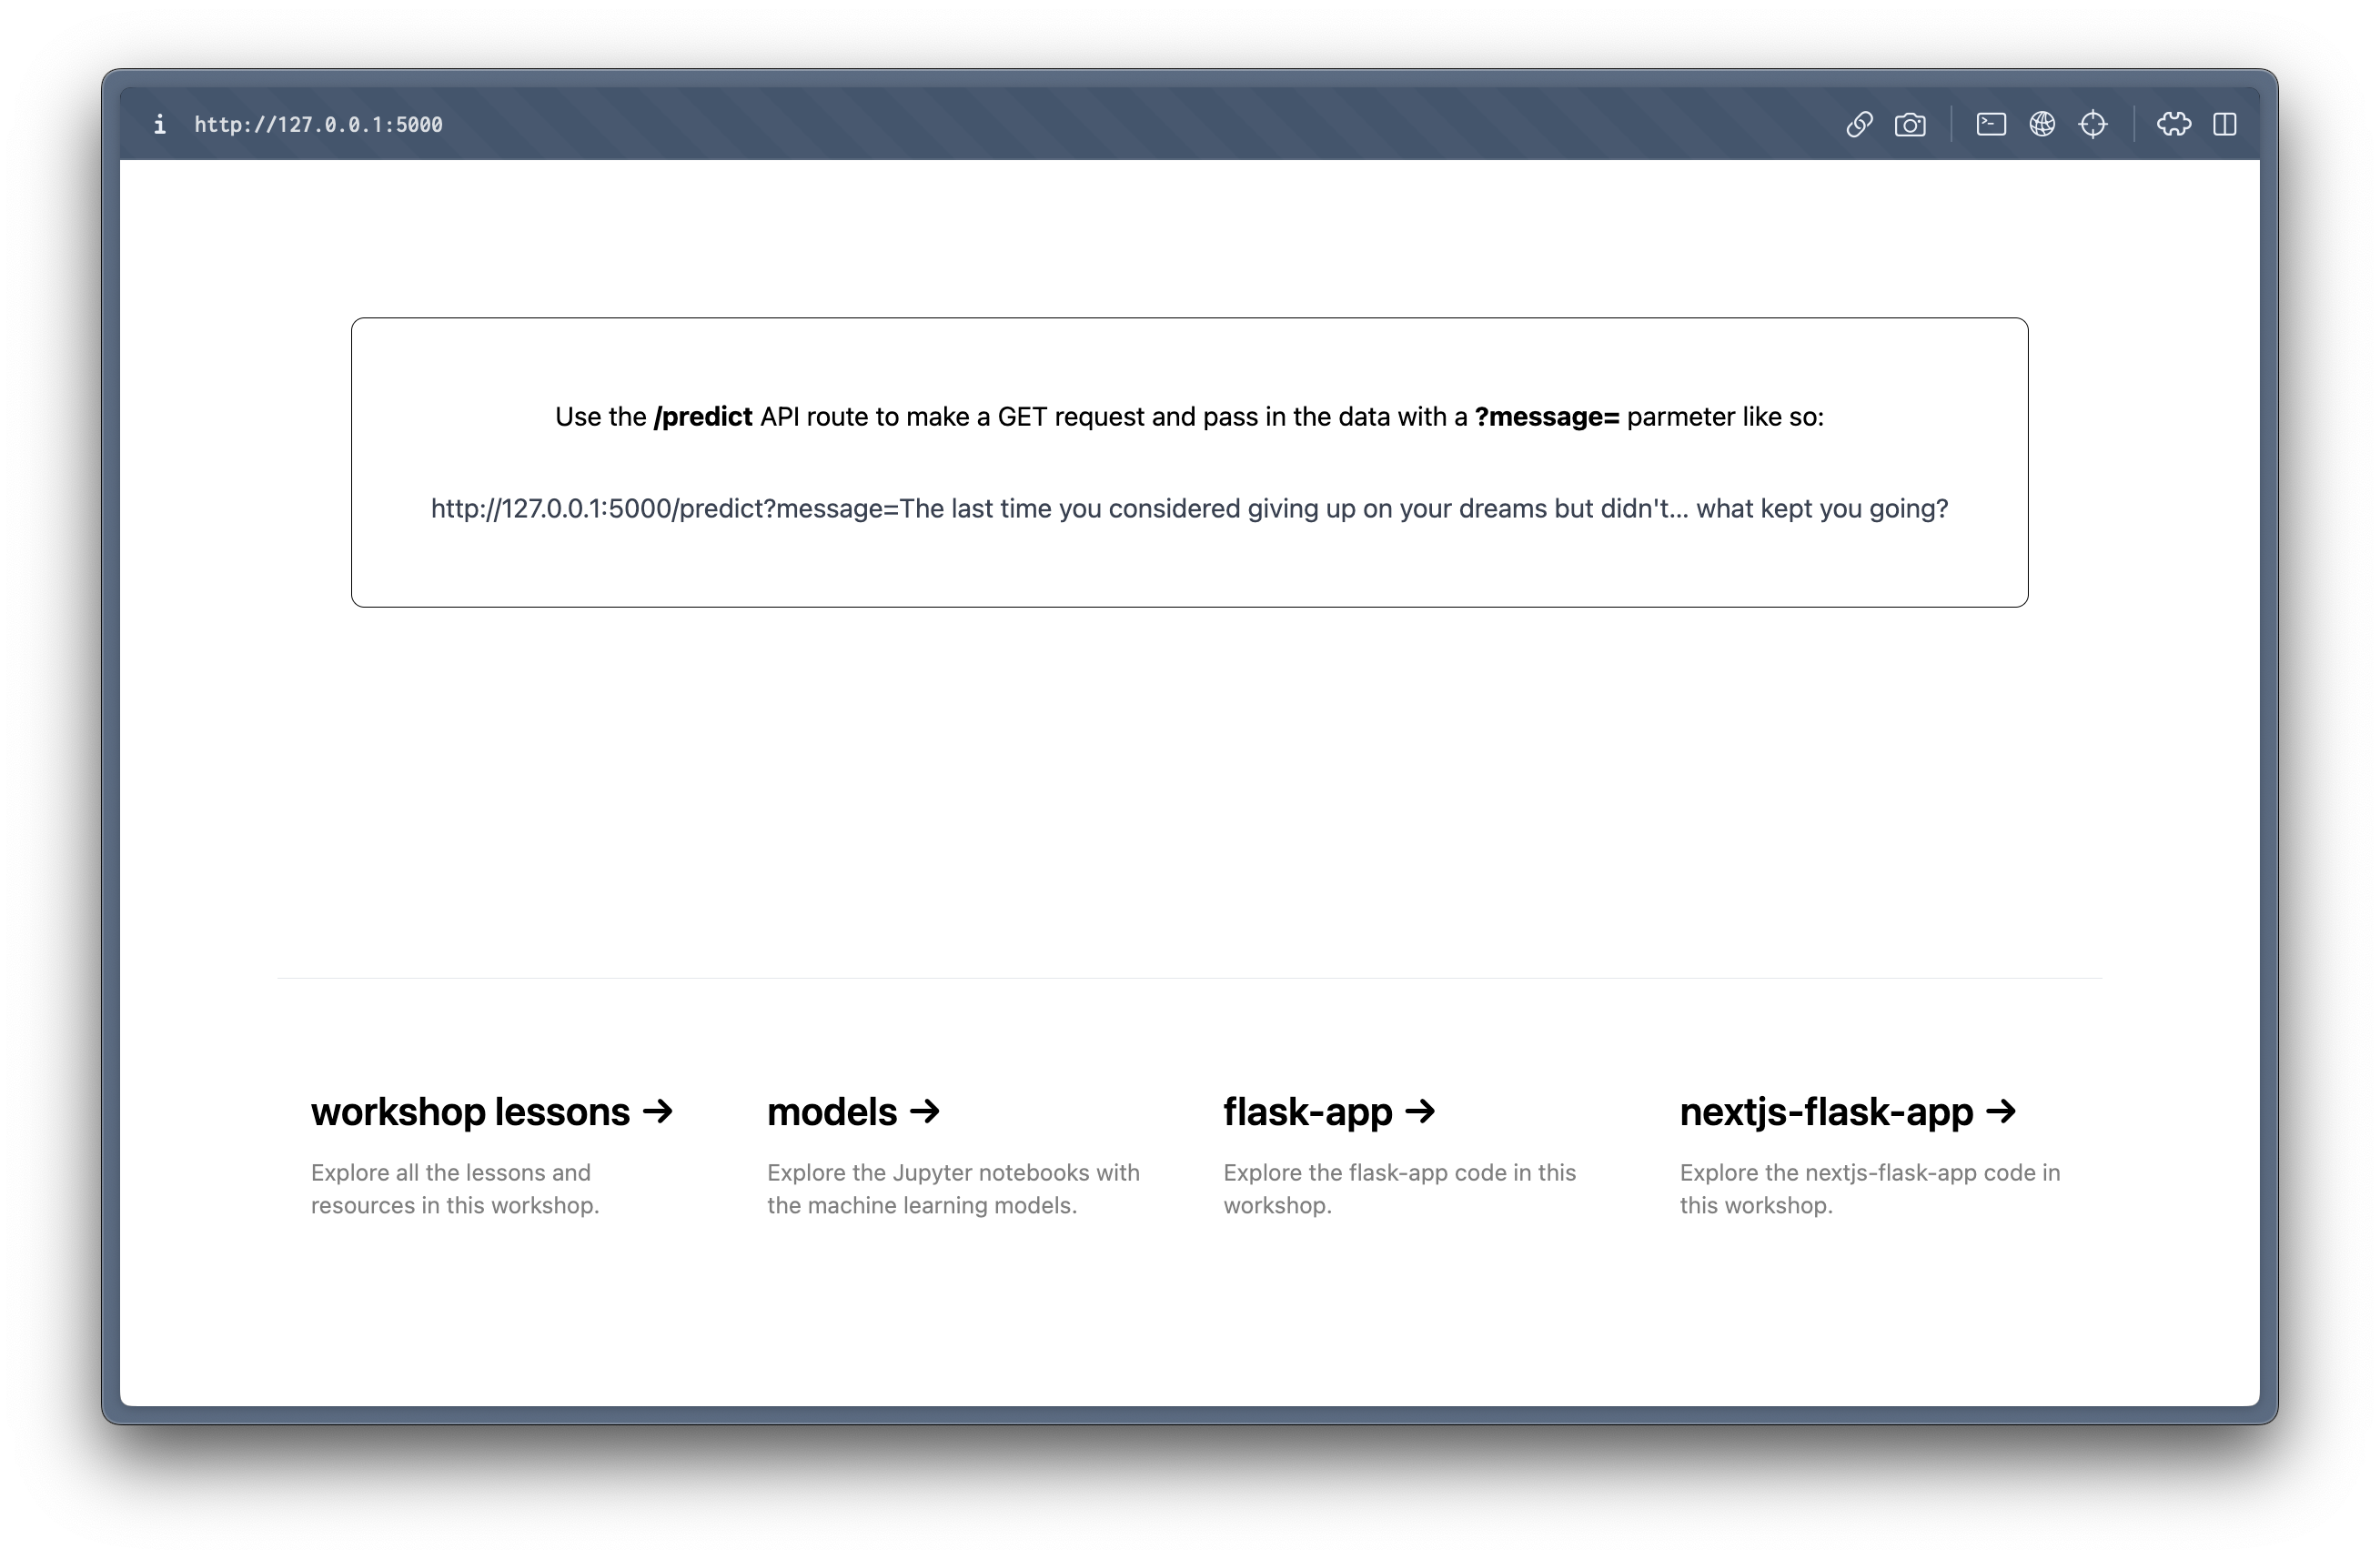 i http://127.0.0.1:5000
Use the /predict API route to make a GET request and pass in the data with a ?message= parmeter like so:
http://127.0.0.1:5000/predict?message=The last time you considered giving up on your dreams but didn't... what kept you going?
workshop lessons →
Explore all the lessons and
resources in this workshop.
models →
Explore the Jupyter notebooks with
the machine learning models.
flask-app →
Explore the flask-app code in this
workshop.
nextjs-flask-app →
Explore the nextjs-flask-app code in
this workshop.